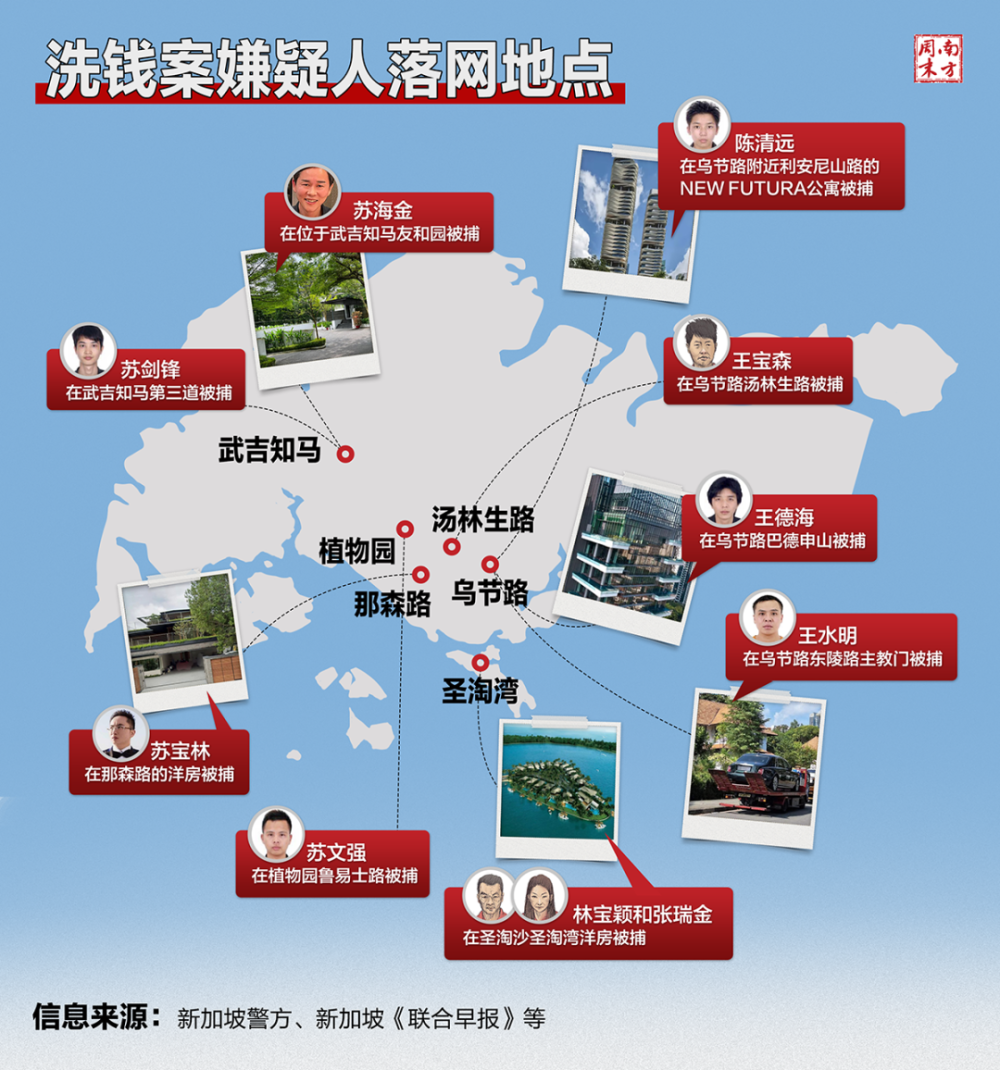 洗钱案嫌疑人落网地点
南方周末
陈清远
在乌节路附近利安尼山路的
NEW FUTURA公寓被捕
苏海金
在位于武吉知马友和园被捕
苏剑锋
在武吉知马第三道被捕
王宝森
在乌节路汤林生路被捕
武吉知马
汤林生路
植物园
乌节路
那森路
王德海
在乌节路巴德申山被捕
王水明
在乌节路东陵路主教门被捕
圣淘湾
苏宝林
在那森路的洋房被捕
苏文强
在植物园鲁易士路被捕
林宝颖和张瑞金
在圣淘沙圣淘湾洋房被捕
信息来源：新加坡警方、新加坡《联合早报》等